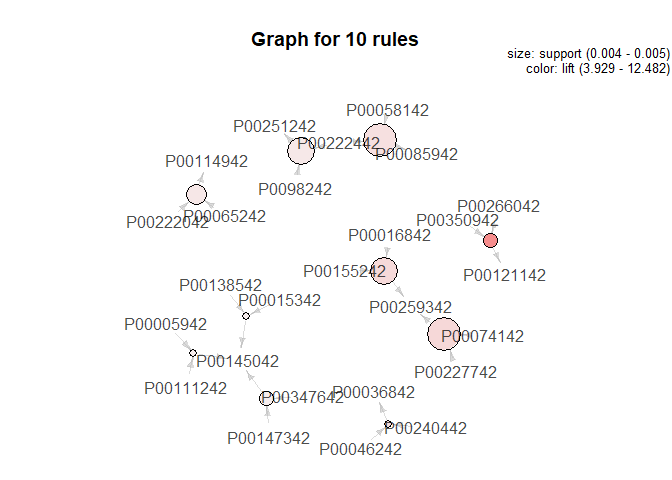 Graph for 10 rules
size: support (0.004 - 0.005)
color: lift (3.929 - 12.482)
P00058142
P00251242
P00222442
P00085942
P00114942
P0098242
P00266042
P00350942
P00222042
P00065242
P00016842
P00155242
P00121142
P00138542
P00015342
P00259342
P00005942
P00074142
P00145042
P00227742
P00111242
P00347642
P00036842
P00147342
P00240442
P00046242